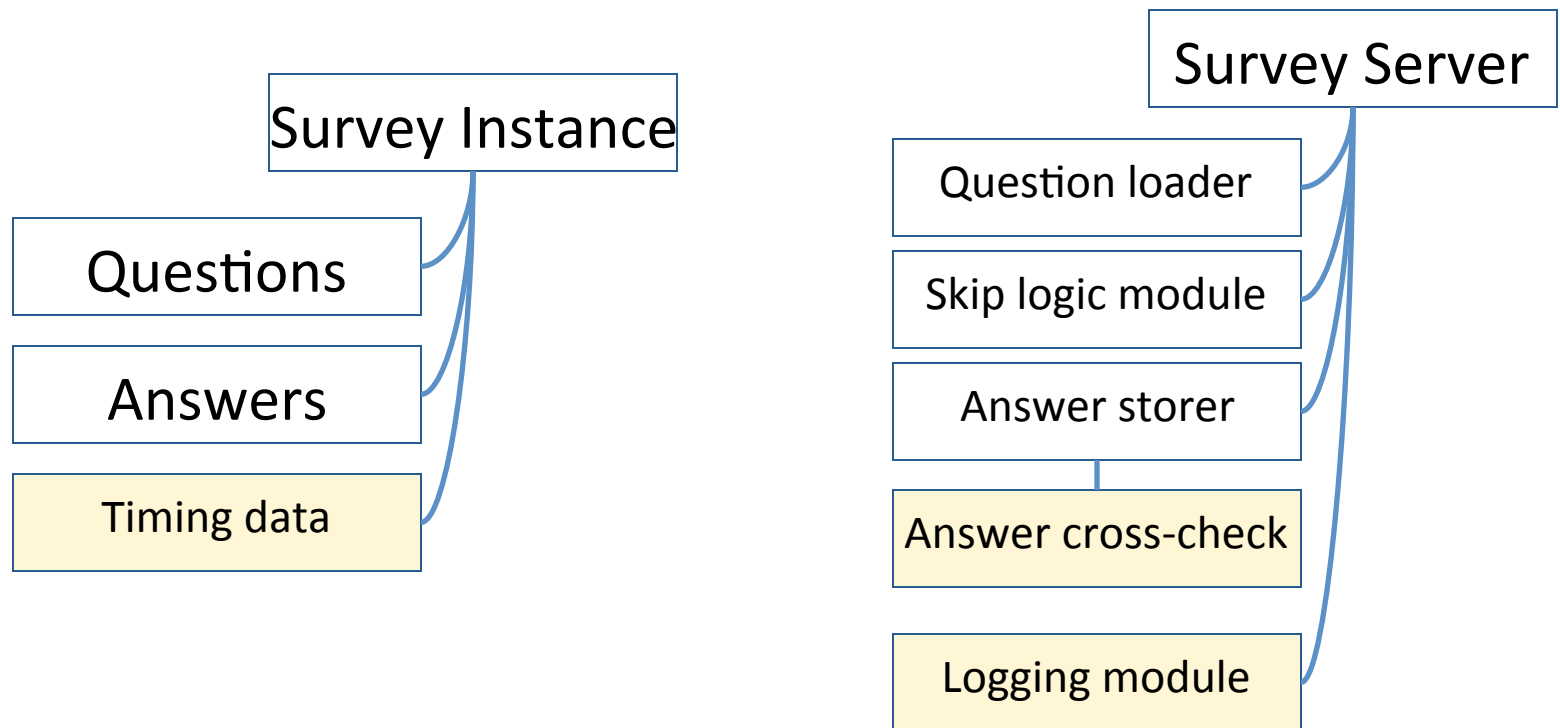 Survey Instance
Questions
Answers
Timing data
Survey Server
Question loader
Skip logic module
Answer storer
Answer cross-check
Logging module